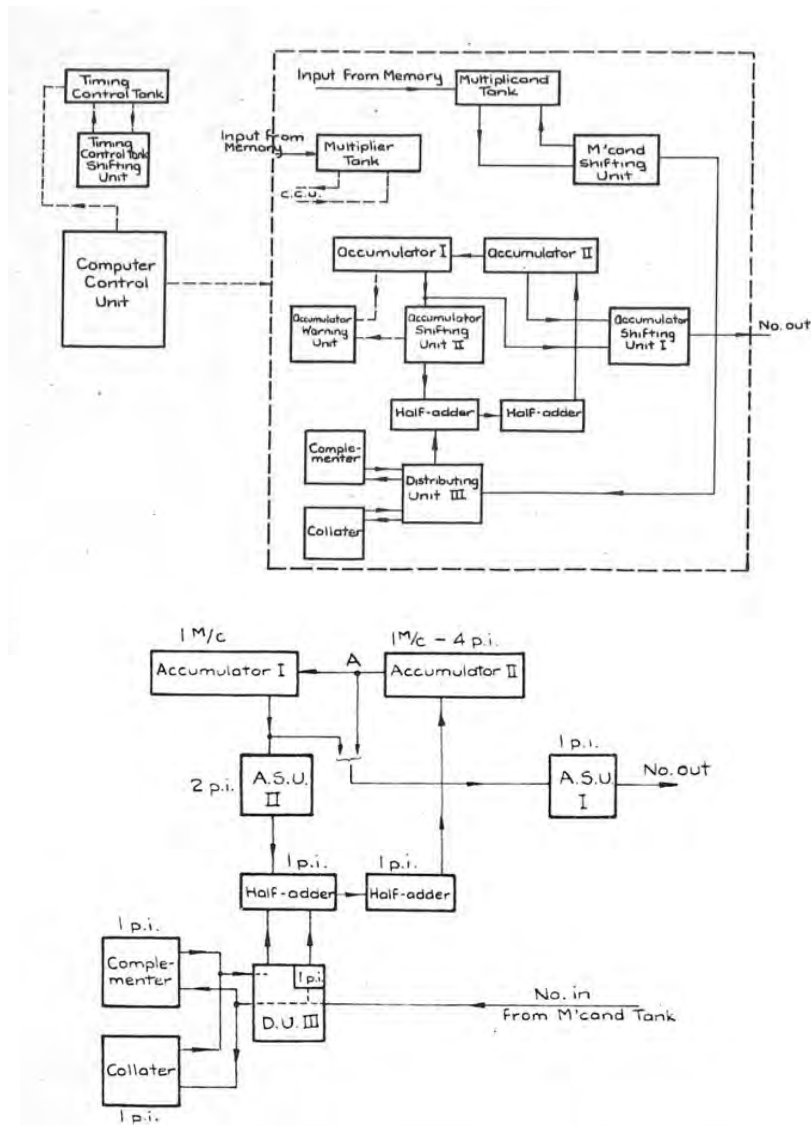 Timing
Control Tank
Timing
Control Tank
Shifting
Unit
Computer
Control
Unit
Input From Memory
Multiplicand
Tank
Input From
Memory
Multiplier
Tank
c.c.u.
M'cand
Shifting
Unit
Accumulator I
Accumulator II
Accumulator
Warning
Unit
Accumulator
Shifting
Unit II
Accumulator
Shifting
Unit I
No. out
Half-adder
Half-adder
Comple-
menter
Distributing
Unit III
Collater
1 M/c
Accumulator I
A
1 M/c - 4 p.i.
Accumulator II
2 p.i.
A.S.U.
II
1 p.i.
A.S.U.
I
No. out
1 p.i.
Half-adder
1 p.i.
Half-adder
1 p.i.
Comple-
menter
1 p.i.
D.U. III
No. in
From M'cand Tank
Collater
1 p.i.